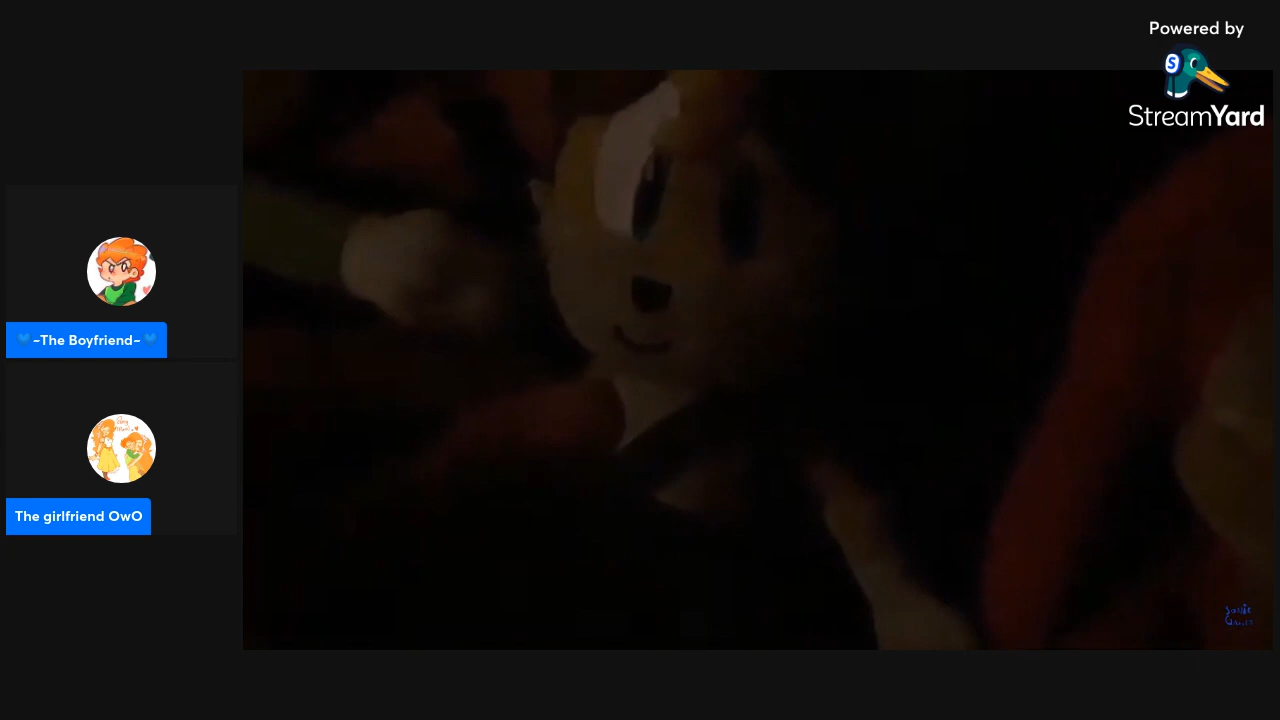 Powered by
StreamYard
💙~The Boyfriend~💙
The girlfriend OwO